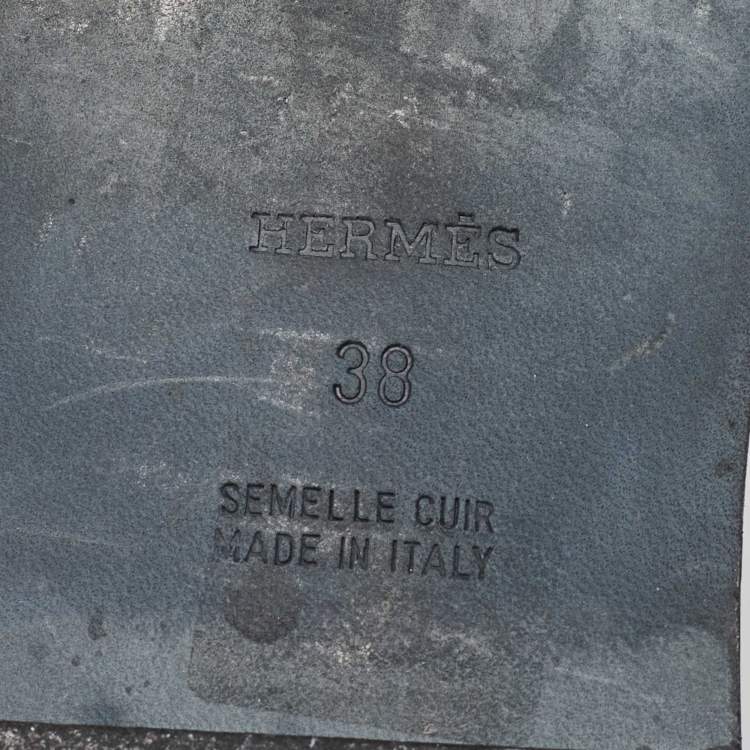 HERMÈS
38
SEMELLE CUIR
MADE IN ITALY